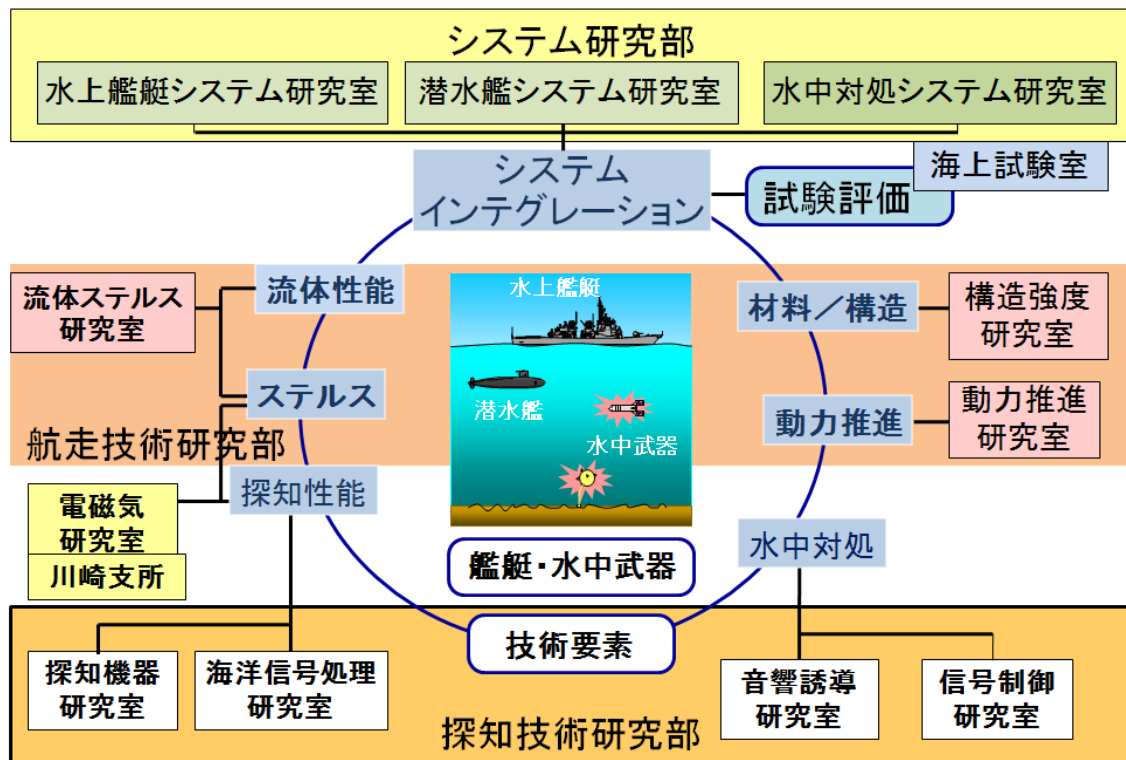 システム研究部
水上艦艇システム研究室
潜水艦システム研究室
水中対処システム研究室
システム
インテグレーション
試験評価
海上試験室
流体ステルス
研究室
流体性能
水上艦艇
材料／構造
構造強度
研究室
ステルス
潜水艦
水中武器
動力推進
動力推進
研究室
航走技術研究部
探知性能
電磁気
研究室
川崎支所
水中対処
艦艇・水中武器
技術要素
探知機器
研究室
海洋信号処理
研究室
音響誘導
研究室
信号制御
研究室
探知技術研究部